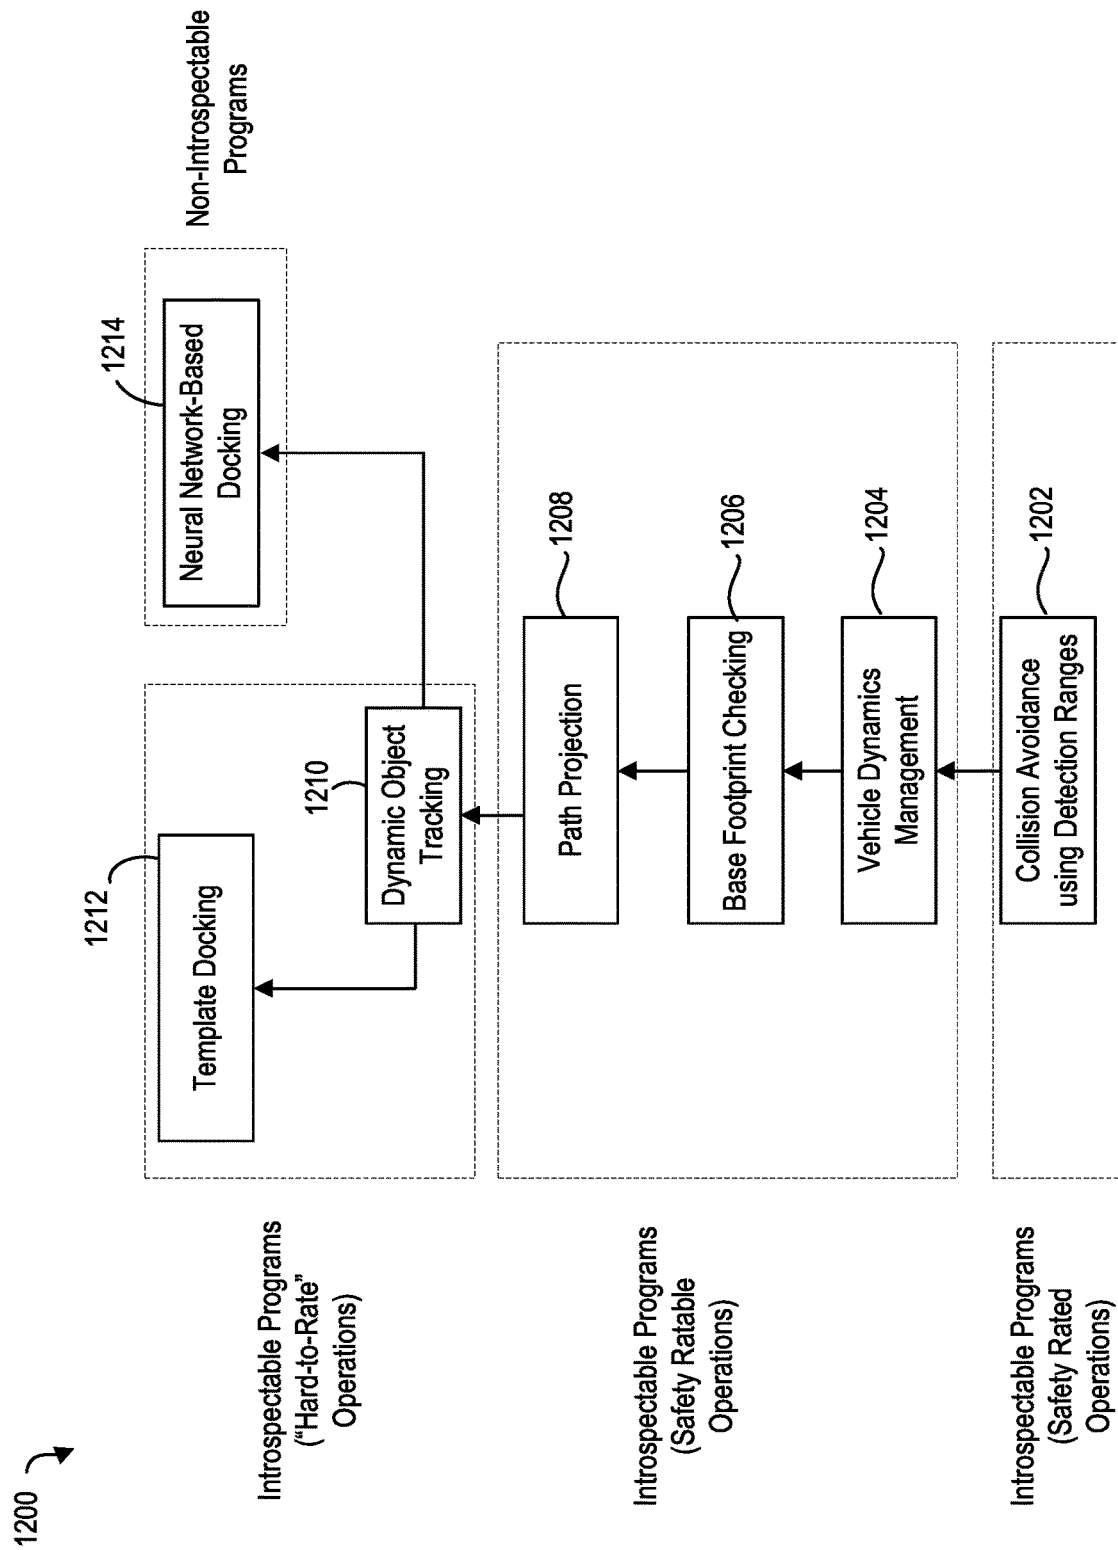 1200
Introspectable Programs
("Hard-to-Rate"
Operations)
1212
Template Docking
1210
Dynamic Object
Tracking
1214
Neural Network-Based
Docking
Non-Introspectable
Programs
Introspectable Programs
(Safety Ratable
Operations)
1208
Path Projection
1206
Base Footprint Checking
1204
Vehicle Dynamics
Management
Introspectable Programs
(Safety Rated
Operations)
1202
Collision Avoidance
using Detection Ranges